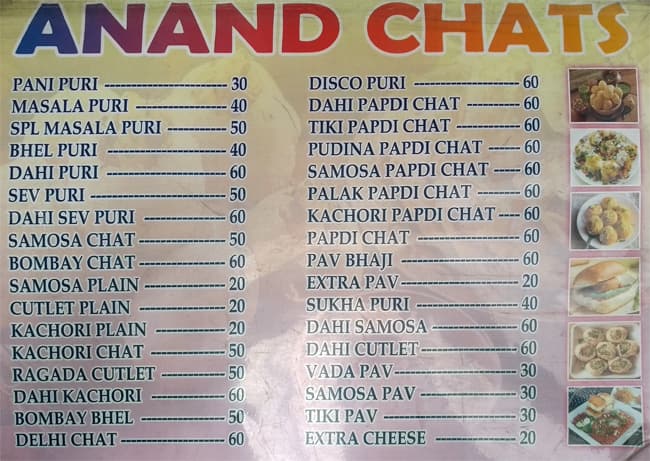 ANAND CHATS
PANI PURI ------------------------- 30
MASALA PURI ------------------- 40
SPL MASALA PURI ------------ 50
BHEL PURI ------------------------ 40
DAHI PURI ------------------------ 60
SEV PURI -------------------------- 50
DAHI SEV PURI ------------------ 60
SAMOSA CHAT ----------------- 50
BOMBAY CHAT ----------------- 60
SAMOSA PLAIN ----------------- 20
CUTLET PLAIN ------------------ 20
KACHORI PLAIN --------------- 20
KACHORI CHAT ---------------- 50
RAGADA CUTLET ------------- 50
DAHI KACHORI ---------------- 60
BOMBAY BHEL ----------------- 50
DELHI CHAT --------------------- 60
DISCO PURI ---------------------- 60
DAHI PAPDI CHAT ----------- 60
TIKI PAPDI CHAT ------------- 60
PUDINA PAPDI CHAT ------- 60
SAMOSA PAPDI CHAT ------ 60
PALAK PAPDI CHAT --------- 60
KACHORI PAPDI CHAT ---- 60
PAPDI CHAT --------------------- 60
PAV BHAJI ------------------------ 60
EXTRA PAV ----------------------- 20
SUKHA PURI --------------------- 40
DAHI SAMOSA ----------------- 60
DAHI CUTLET ------------------- 60
VADA PAV ------------------------ 30
SAMOSA PAV -------------------- 30
TIKI PAV --------------------------- 30
EXTRA CHEESE ----------------- 20